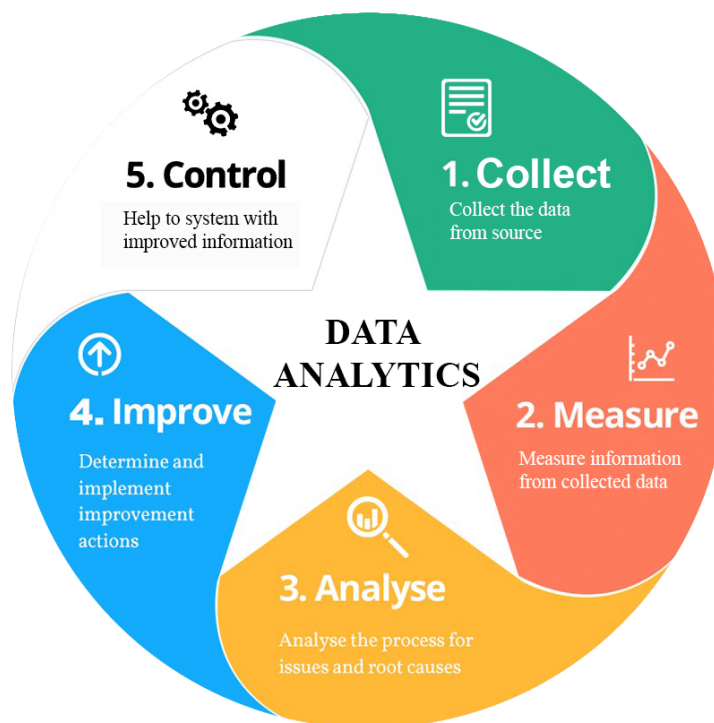 DATA
ANALYTICS
1. Collect
Collect the data
from source
2. Measure
Measure information
from collected data
3. Analyse
Analyse the process for
issues and root causes
4. Improve
Determine and
implement
improvement
actions
5. Control
Help to system with
improved information